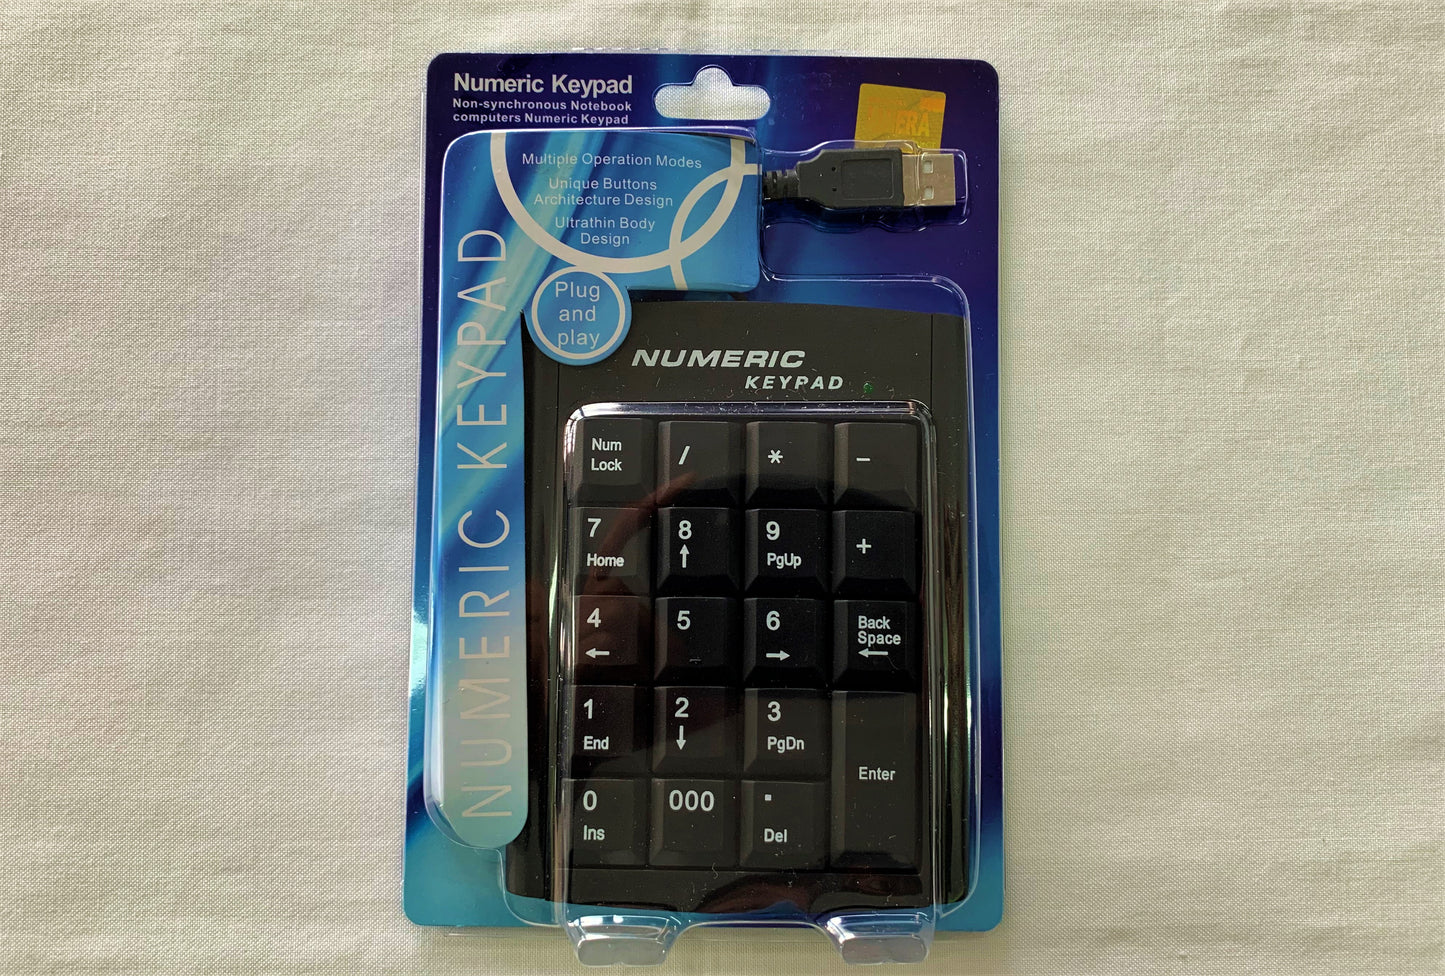 Numeric Keypad
Non-synchronous Notebook
computers Numeric Keypad
Multiple Operation Modes
Unique Buttons
Architecture Design
Ultrathin Body
Design
Plug
and
play
NUMERIC KEYPAD
NUMERIC
KEYPAD
Num
Lock
/
*
-
7
Home
8
↑
9
PgUp
+
4
←
5
6
→
Back
Space
←
1
End
2
↓
3
PgDn
Enter
0
Ins
000
.
Del